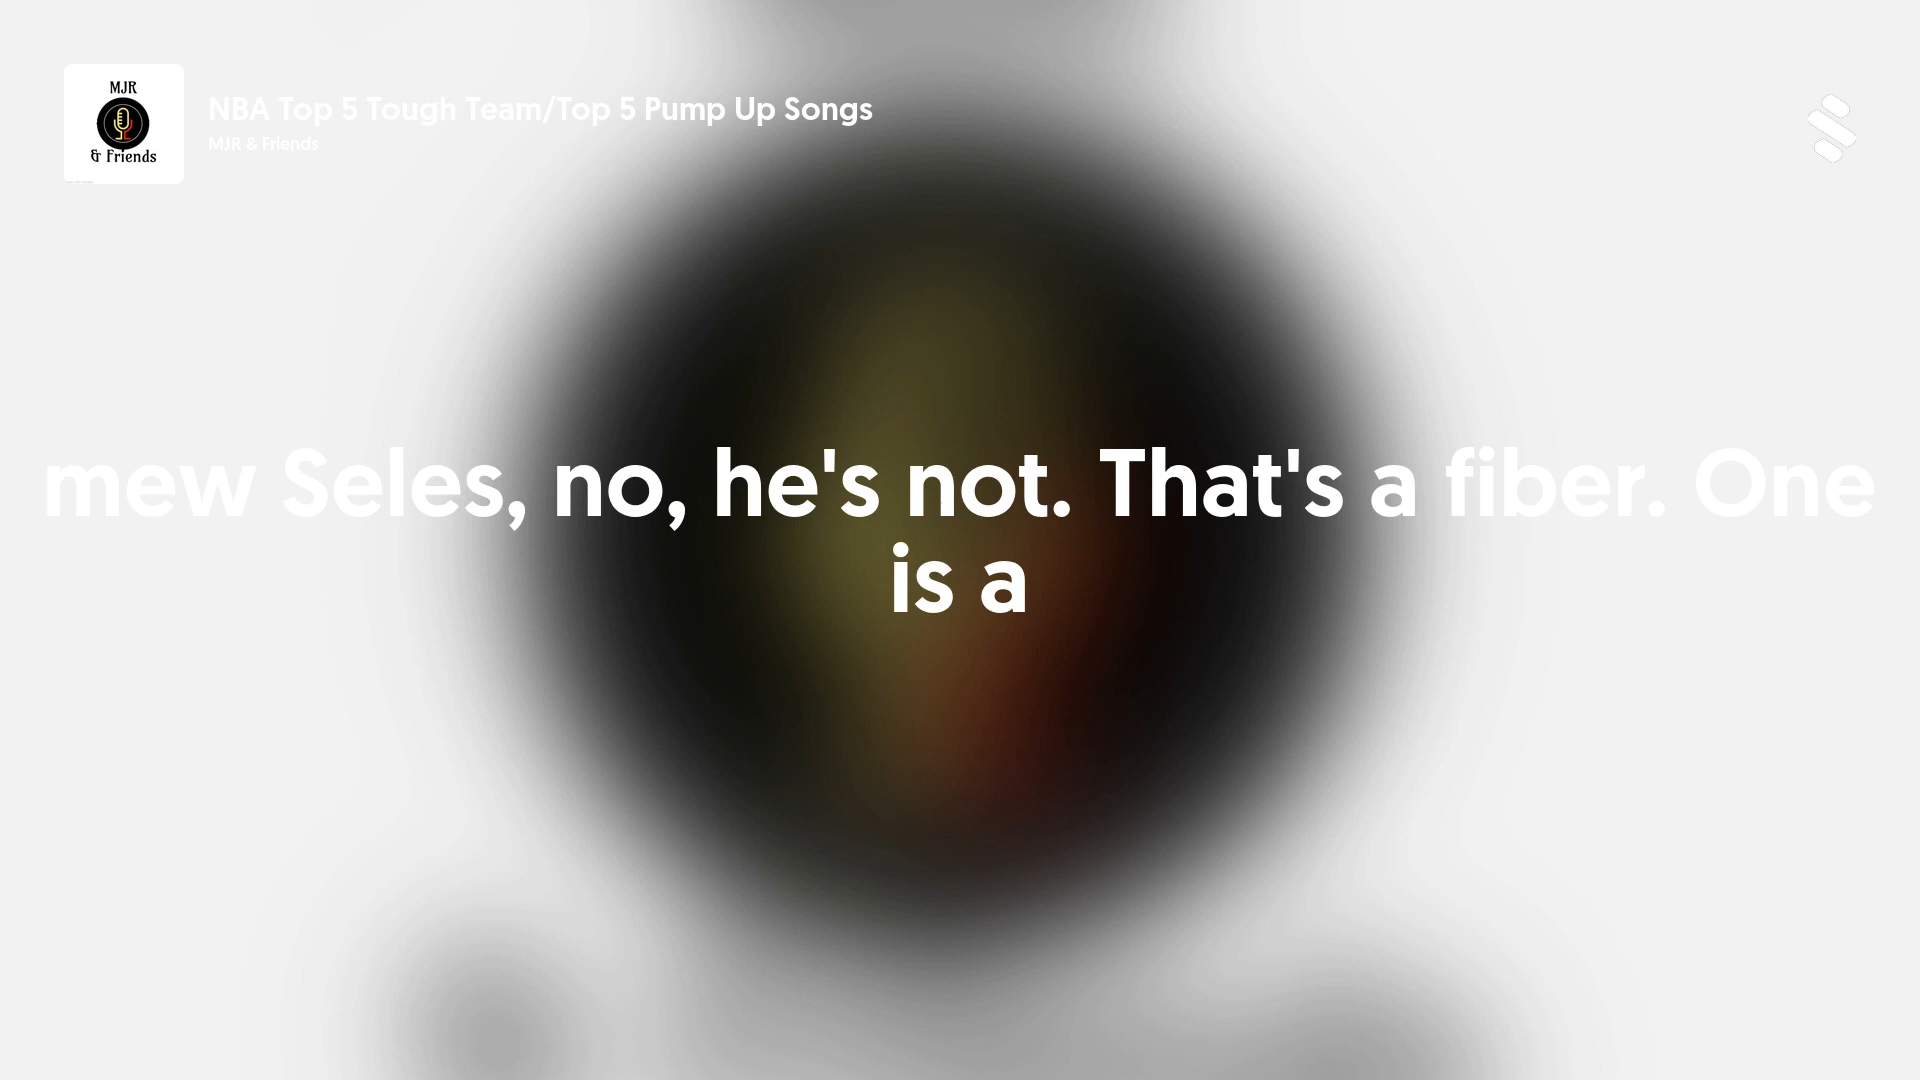 MJR
& Friends
NBA Top 5 Tough Team/Top 5 Pump Up Songs
MJR & Friends
mew Seles, no, he's not. That's a fiber. One
is a